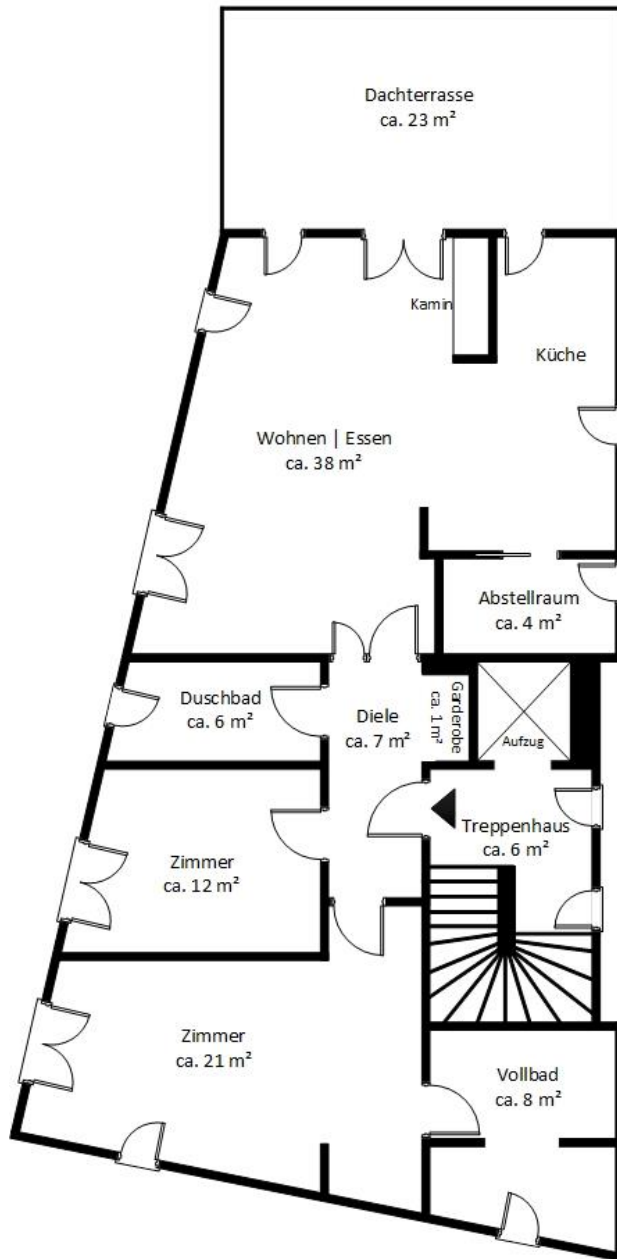 Dachterrasse
ca. 23 m²
Kamin
Küche
Wohnen | Essen
ca. 38 m²
Abstellraum
ca. 4 m²
Duschbad
ca. 6 m²
Diele
ca. 7 m²
Garderobe
ca. 1 m²
Aufzug
Treppenhaus
ca. 6 m²
Zimmer
ca. 12 m²
Zimmer
ca. 21 m²
Vollbad
ca. 8 m²